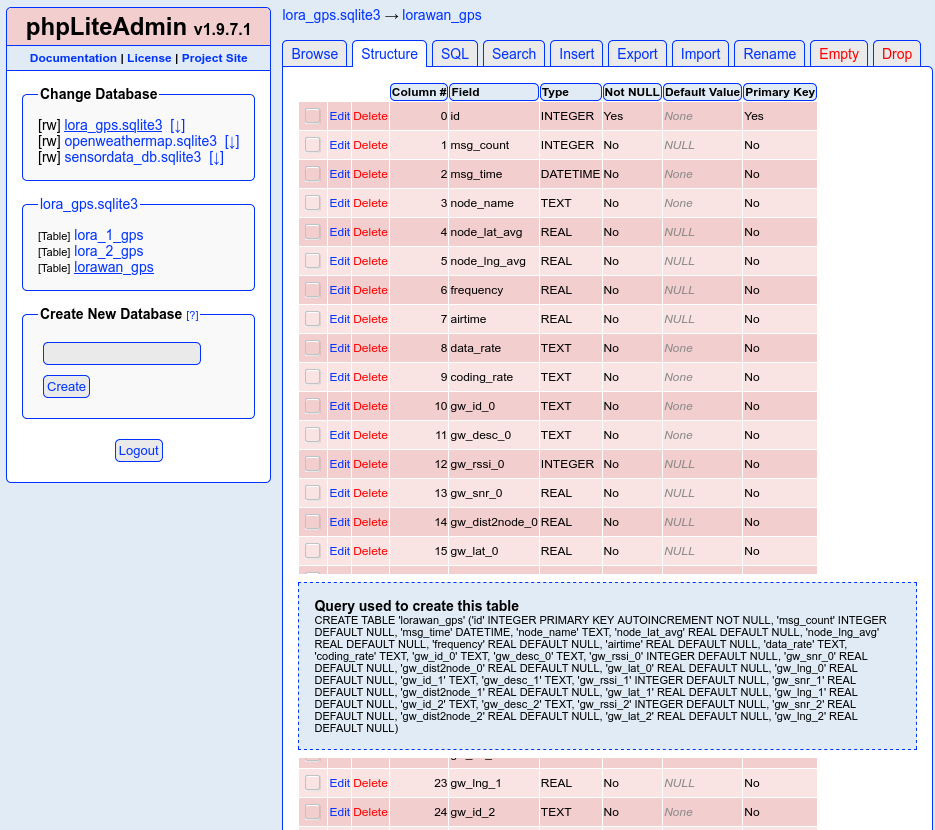 phpLiteAdmin v1.9.7.1
Documentation | License | Project Site
Change Database
[rw] lora_gps.sqlite3 [↓]
[rw] openweathermap.sqlite3 [↓]
[rw] sensordata_db.sqlite3 [↓]
lora_gps.sqlite3
[Table] lora_1_gps
[Table] lora_2_gps
[Table] lorawan_gps
Create New Database [?]
Create
Logout
lora_gps.sqlite3 → lorawan_gps
Browse Structure SQL Search Insert Export Import Rename Empty Drop
Column # Field Type Not NULL Default Value Primary Key
Edit Delete 0 id INTEGER Yes None Yes
Edit Delete 1 msg_count INTEGER No NULL No
Edit Delete 2 msg_time DATETIME No None No
Edit Delete 3 node_name TEXT No None No
Edit Delete 4 node_lat_avg REAL No NULL No
Edit Delete 5 node_lng_avg REAL No NULL No
Edit Delete 6 frequency REAL No NULL No
Edit Delete 7 airtime REAL No NULL No
Edit Delete 8 data_rate TEXT No None No
Edit Delete 9 coding_rate TEXT No None No
Edit Delete 10 gw_id_0 TEXT No None No
Edit Delete 11 gw_desc_0 TEXT No None No
Edit Delete 12 gw_rssi_0 INTEGER No NULL No
Edit Delete 13 gw_snr_0 REAL No NULL No
Edit Delete 14 gw_dist2node_0 REAL No NULL No
Edit Delete 15 gw_lat_0 REAL No NULL No
Query used to create this table
CREATE TABLE 'lorawan_gps' ('id' INTEGER PRIMARY KEY AUTOINCREMENT NOT NULL, 'msg_count' INTEGER
DEFAULT NULL, 'msg_time' DATETIME, 'node_name' TEXT, 'node_lat_avg' REAL DEFAULT NULL, 'node_lng_avg'
REAL DEFAULT NULL, 'frequency' REAL DEFAULT NULL, 'airtime' REAL DEFAULT NULL, 'data_rate' TEXT,
'coding_rate' TEXT, 'gw_id_0' TEXT, 'gw_desc_0' TEXT, 'gw_rssi_0' INTEGER DEFAULT NULL, 'gw_snr_0' REAL
DEFAULT NULL, 'gw_dist2node_0' REAL DEFAULT NULL, 'gw_lat_0' REAL DEFAULT NULL, 'gw_lng_0' REAL
DEFAULT NULL, 'gw_id_1' TEXT, 'gw_desc_1' TEXT, 'gw_rssi_1' INTEGER DEFAULT NULL, 'gw_snr_1' REAL
DEFAULT NULL, 'gw_dist2node_1' REAL DEFAULT NULL, 'gw_lat_1' REAL DEFAULT NULL, 'gw_lng_1' REAL
DEFAULT NULL, 'gw_id_2' TEXT, 'gw_desc_2' TEXT, 'gw_rssi_2' INTEGER DEFAULT NULL, 'gw_snr_2' REAL
DEFAULT NULL, 'gw_dist2node_2' REAL DEFAULT NULL, 'gw_lat_2' REAL DEFAULT NULL, 'gw_lng_2' REAL
DEFAULT NULL)
Edit Delete 23 gw_lng_1 REAL No NULL No
Edit Delete 24 gw_id_2 TEXT No None No